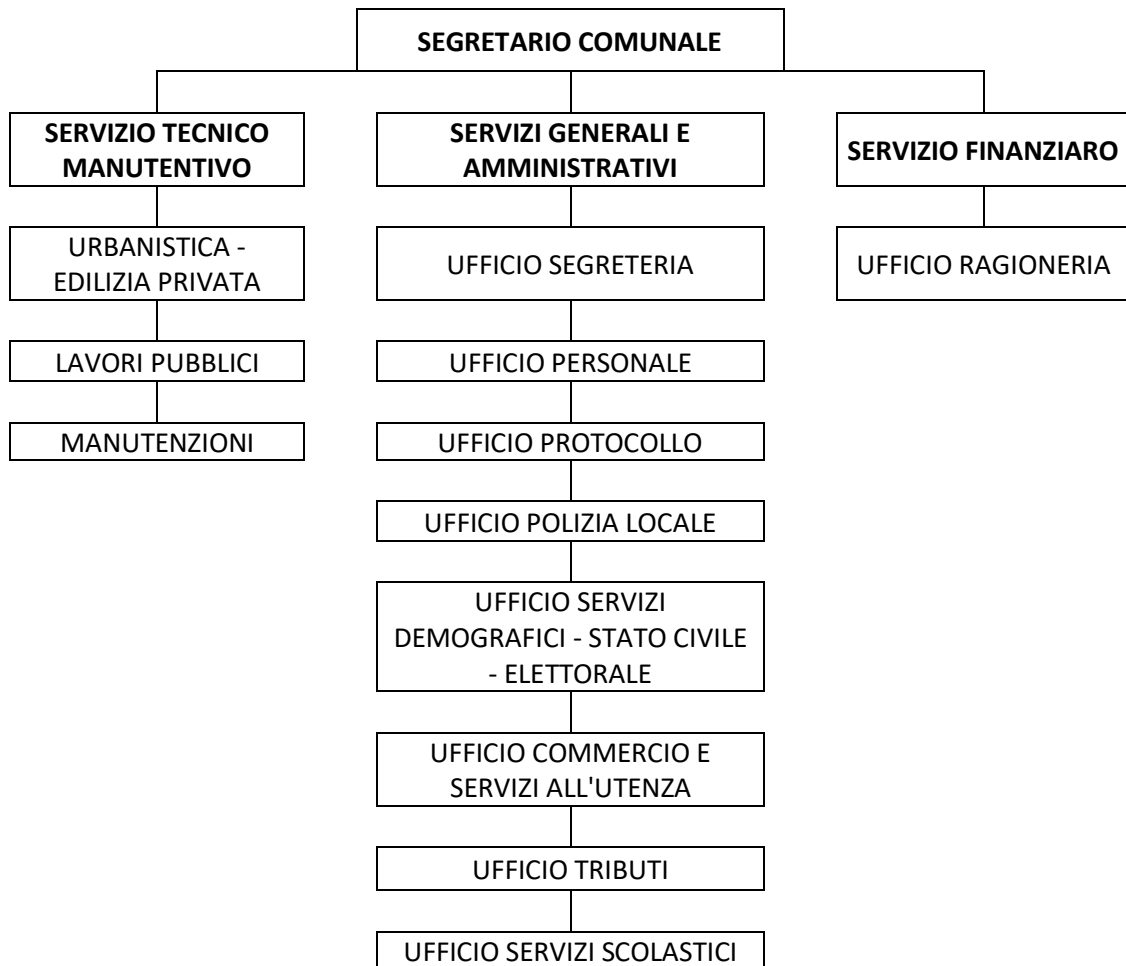 SEGRETARIO COMUNALE
SERVIZIO TECNICO
MANUTENTIVO
SERVIZI GENERALI E
AMMINISTRATIVI
SERVIZIO FINANZIARO
URBANISTICA -
EDILIZIA PRIVATA
UFFICIO SEGRETERIA
UFFICIO RAGIONERIA
LAVORI PUBBLICI
UFFICIO PERSONALE
MANUTENZIONI
UFFICIO PROTOCOLLO
UFFICIO POLIZIA LOCALE
UFFICIO SERVIZI
DEMOGRAFICI - STATO CIVILE
- ELETTORALE
UFFICIO COMMERCIO E
SERVIZI ALL'UTENZA
UFFICIO TRIBUTI
UFFICIO SERVIZI SCOLASTICI